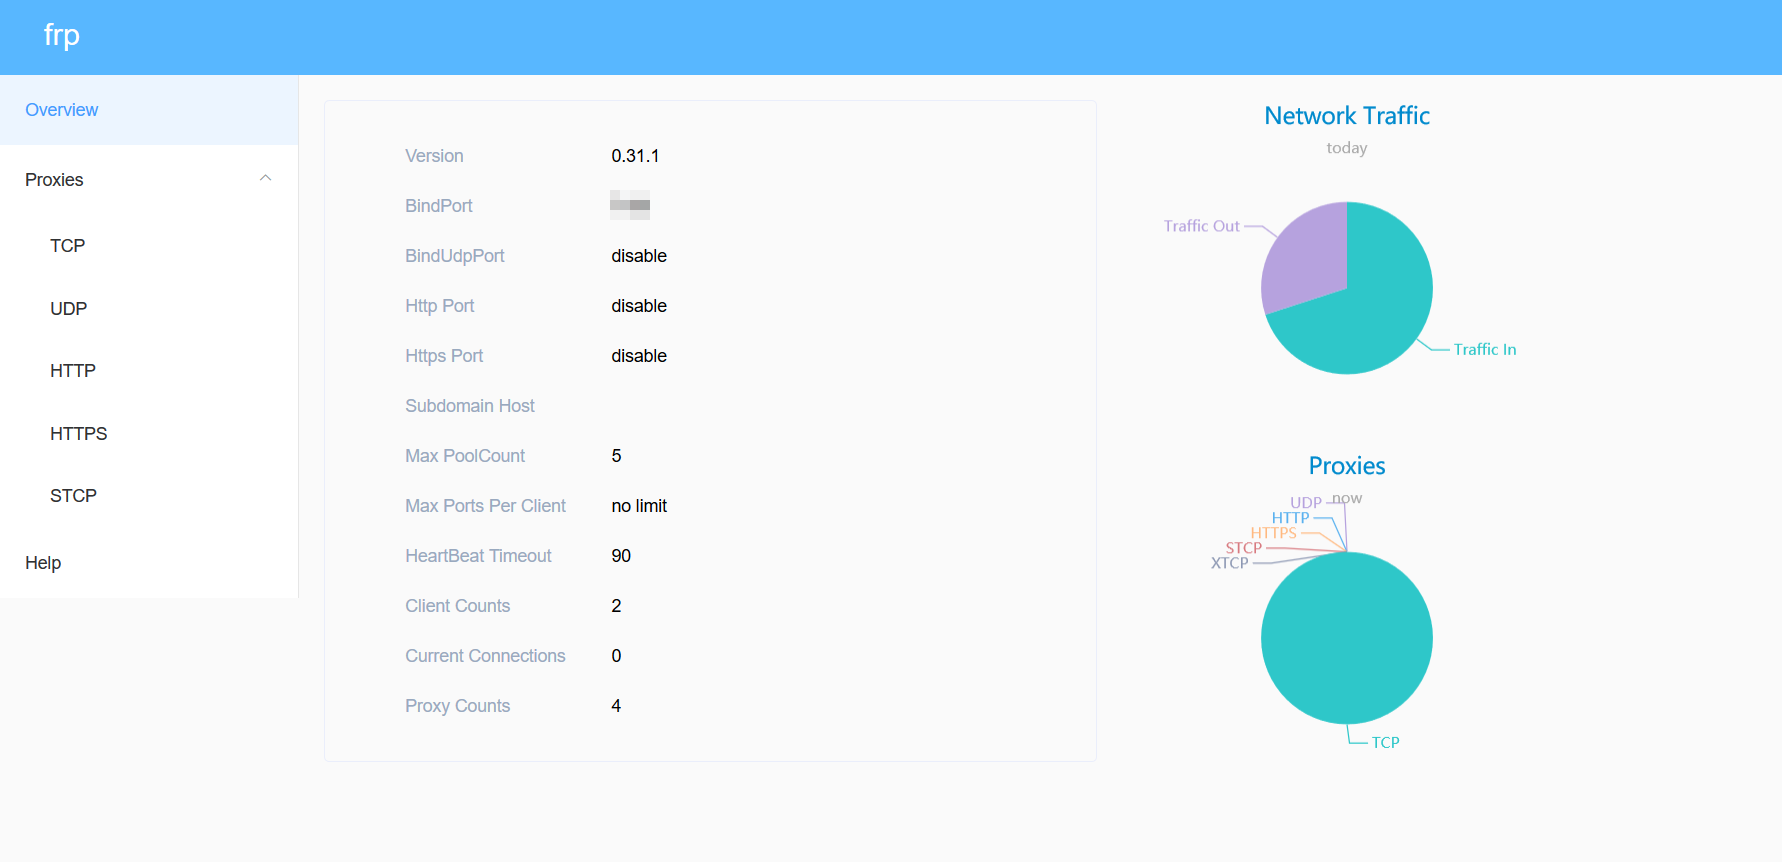 frp
Overview
Proxies
TCP
UDP
HTTP
HTTPS
STCP
Help
Version 0.31.1
BindPort
BindUdpPort disable
Http Port disable
Https Port disable
Subdomain Host
Max PoolCount 5
Max Ports Per Client no limit
HeartBeat Timeout 90
Client Counts 2
Current Connections 0
Proxy Counts 4
Network Traffic
today
Traffic Out
Traffic In
Proxies
now
UDP
HTTP
HTTPS
STCP
XTCP
TCP